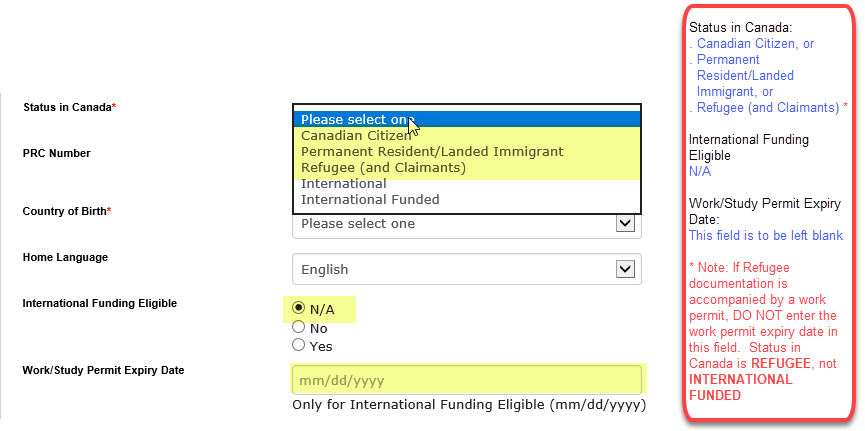 Status in Canada*
Please select one
Canadian Citizen
Permanent Resident/Landed Immigrant
Refugee (and Claimants)
International
International Funded
PRC Number
Country of Birth*
Please select one
Home Language
English
International Funding Eligible
N/A
No
Yes
Work/Study Permit Expiry Date
mm/dd/yyyy
Only for International Funding Eligible (mm/dd/yyyy)
Status in Canada:
. Canadian Citizen, or
. Permanent
Resident/Landed
Immigrant, or
. Refugee (and Claimants) *
International Funding
Eligible
N/A
Work/Study Permit Expiry
Date:
This field is to be left blank
* Note: If Refugee
documentation is
accompanied by a work
permit, DO NOT enter the
work permit expiry date in
this field.  Status in
Canada is REFUGEE, not
INTERNATIONAL
FUNDED